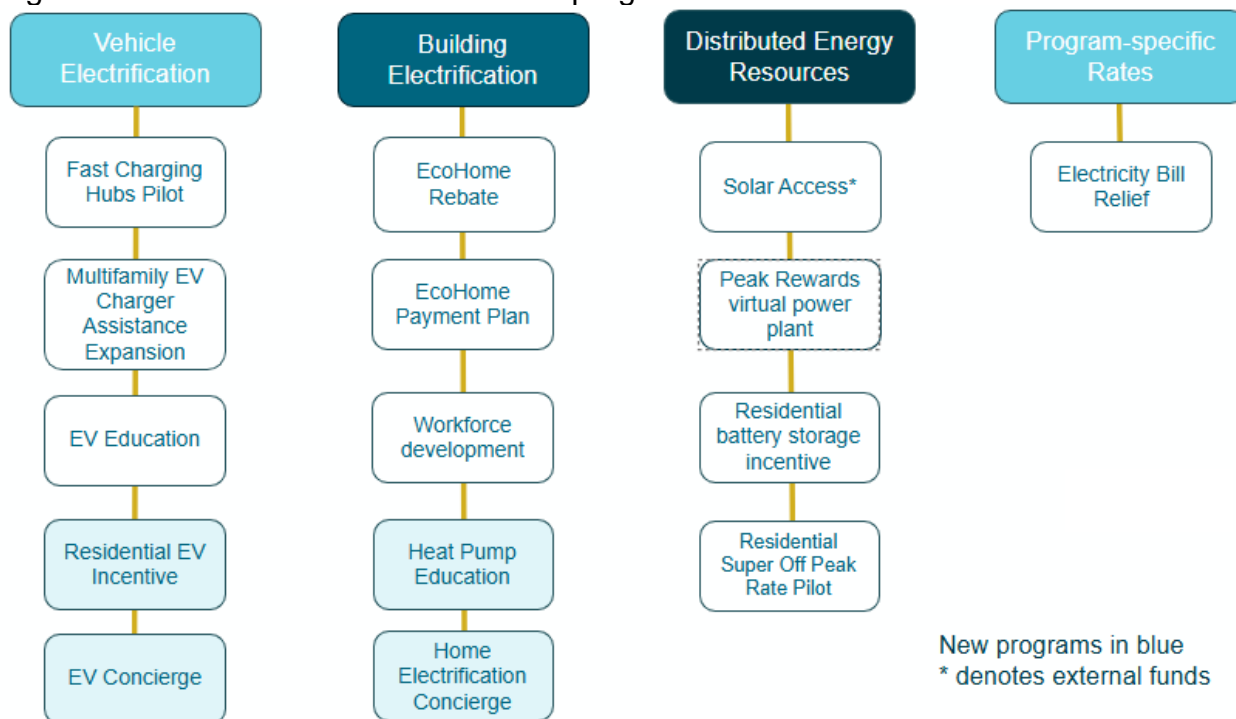 Vehicle
Electrification
Fast Charging
Hubs Pilot
Multifamily EV
Charger
Assistance
Expansion
EV Education
Residential EV
Incentive
EV Concierge
Building
Electrification
EcoHome
Rebate
EcoHome
Payment Plan
Workforce
development
Heat Pump
Education
Home
Electrification
Concierge
Distributed Energy
Resources
Solar Access*
Peak Rewards
virtual power
plant
Residential
battery storage
incentive
Residential
Super Off Peak
Rate Pilot
Program-specific
Rates
Electricity Bill
Relief
New programs in blue
* denotes external funds